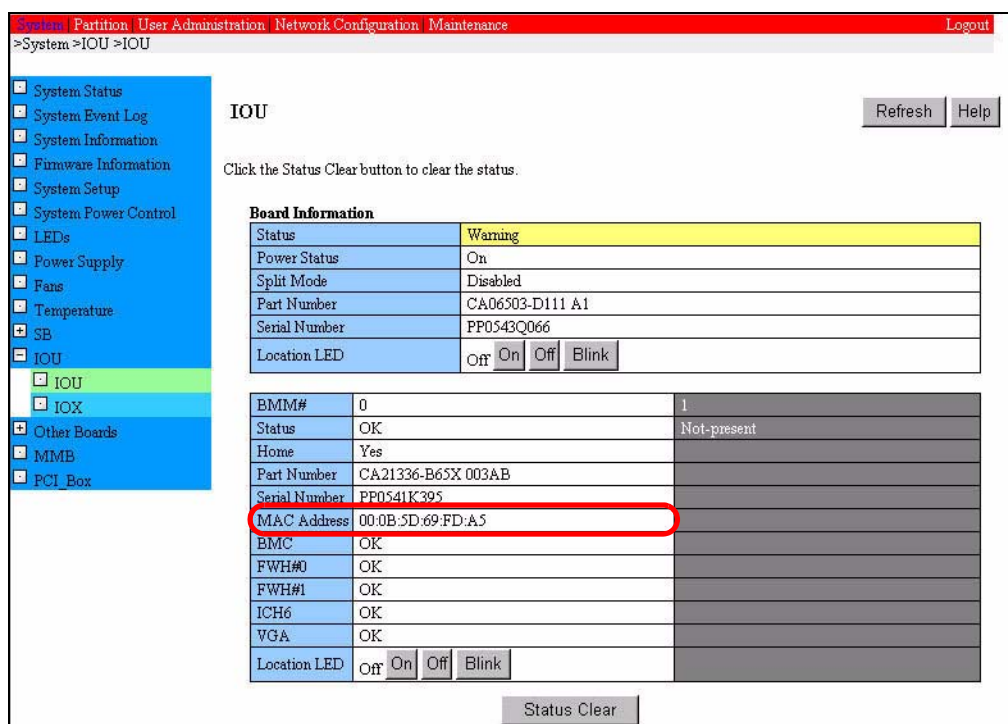 System | Partition | User Administration | Network Configuration | Maintenance Logout
>System >IOU >IOU
System Status
System Event Log
System Information
Firmware Information
System Setup
System Power Control
LEDs
Power Supply
Fans
Temperature
SB
IOU
IOU
IOX
Other Boards
MMB
PCI_Box
IOU
Refresh Help
Click the Status Clear button to clear the status.
Board Information
Status Warning
Power Status On
Split Mode Disabled
Part Number CA06503-D111 A1
Serial Number PP0543Q066
Location LED Off On Off Blink
BMM# 0 1
Status OK Not-present
Home Yes
Part Number CA21336-B65X 003AB
Serial Number PP0541K395
MAC Address 00:0B:5D:69:FD:A5
BMC OK
FWH#0 OK
FWH#1 OK
ICH6 OK
VGA OK
Location LED Off On Off Blink
Status Clear